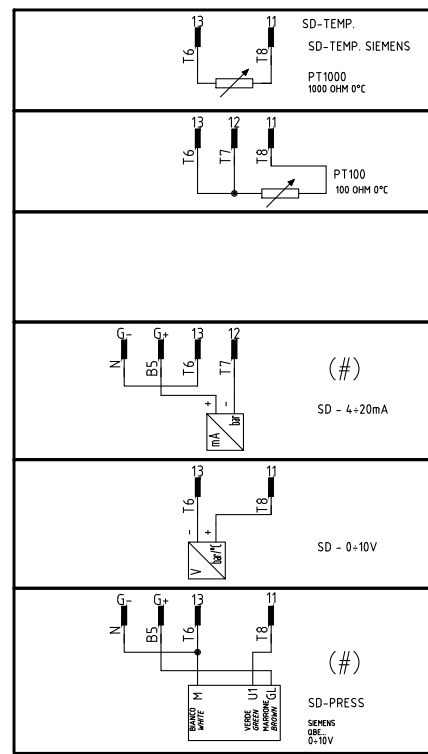 13 11 SD-TEMP.
T6 T8 SD-TEMP. SIEMENS
PT1000
1000 OHM 0°C
13 12 11
T6 T7 T8
PT100
100 OHM 0°C
G- G+ 13 12
N B5 T6 T7
(#)
+ -
mA bar
SD - 4÷20mA
13 11
T6 T8
- +
V bar/°C
SD - 0÷10V
G- G+ 13 11
N B5 T6 T8
(#)
M U1 GL
BIANCO VERDE MARRONE
WHITE GREEN BROWN
SD-PRESS
SIEMENS
QBE...
0÷10V